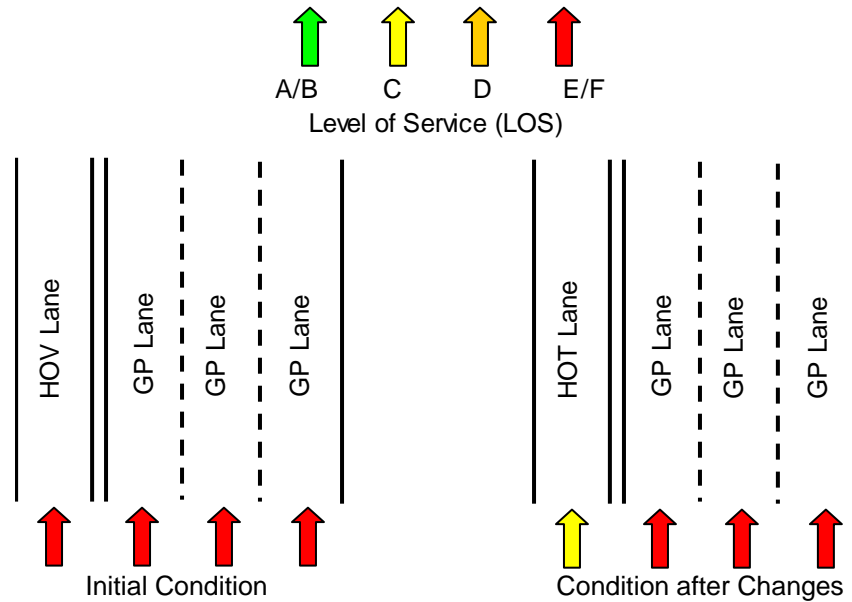 A/B C D E/F
Level of Service (LOS)
HOV Lane
GP Lane
GP Lane
GP Lane
Initial Condition
HOT Lane
GP Lane
GP Lane
GP Lane
Condition after Changes